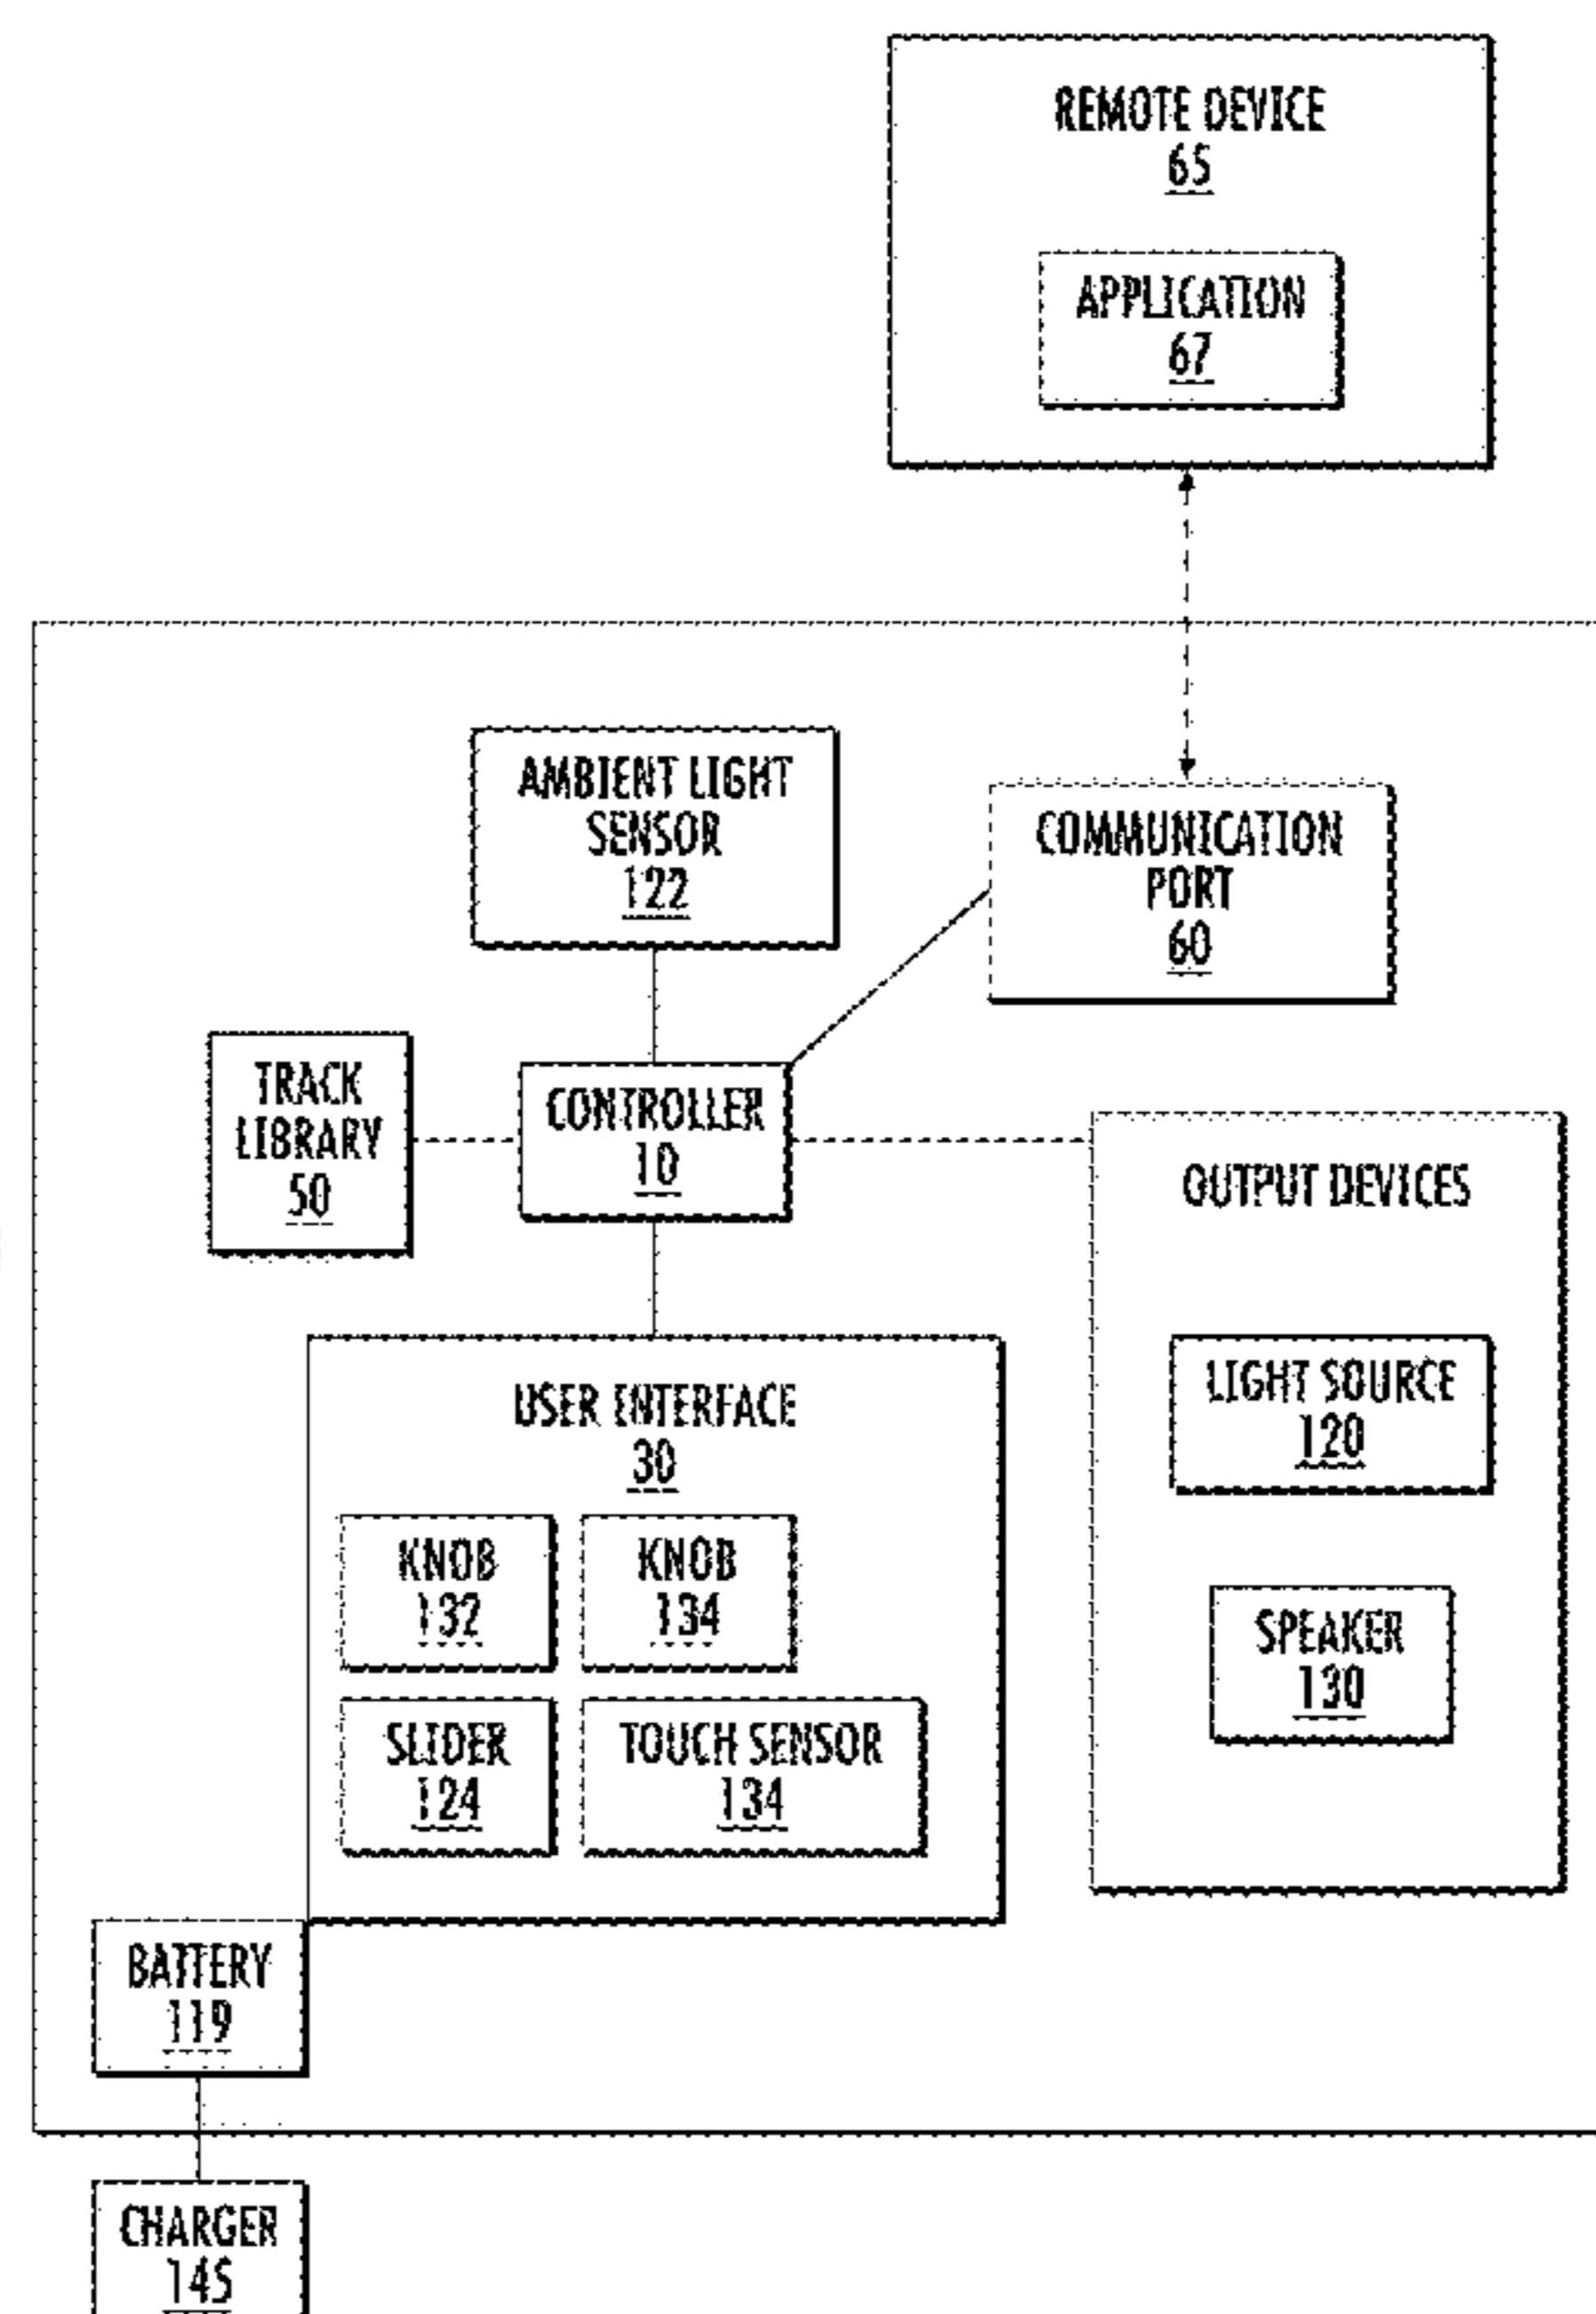 REMOTE DEVICE
65
APPLICATION
67
AMBIENT LIGHT
SENSOR
122
COMMUNICATION
PORT
60
TRACK
LIBRARY
50
CONTROLLER
10
OUTPUT DEVICES
LIGHT SOURCE
120
SPEAKER
130
USER INTERFACE
30
KNOB
132
KNOB
134
SLIDER
124
TOUCH SENSOR
134
BATTERY
119
CHARGER
145